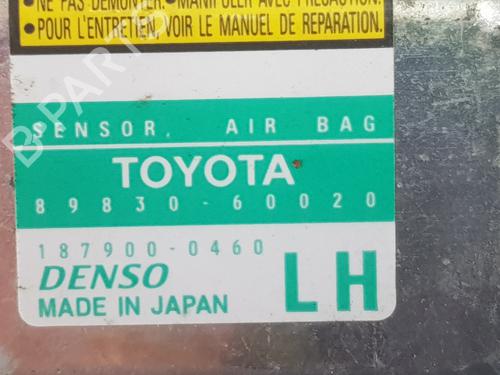 • NE PAS DEMONTER. • MANIPULER AVEC PRECAUTION.
• POUR L'ENTRETIEN, VOIR LE MANUEL DE REPARATION.
SENSOR, AIR BAG
TOYOTA
89830-60020
187900-0460
DENSO
MADE IN JAPAN
LH
B-PARTS